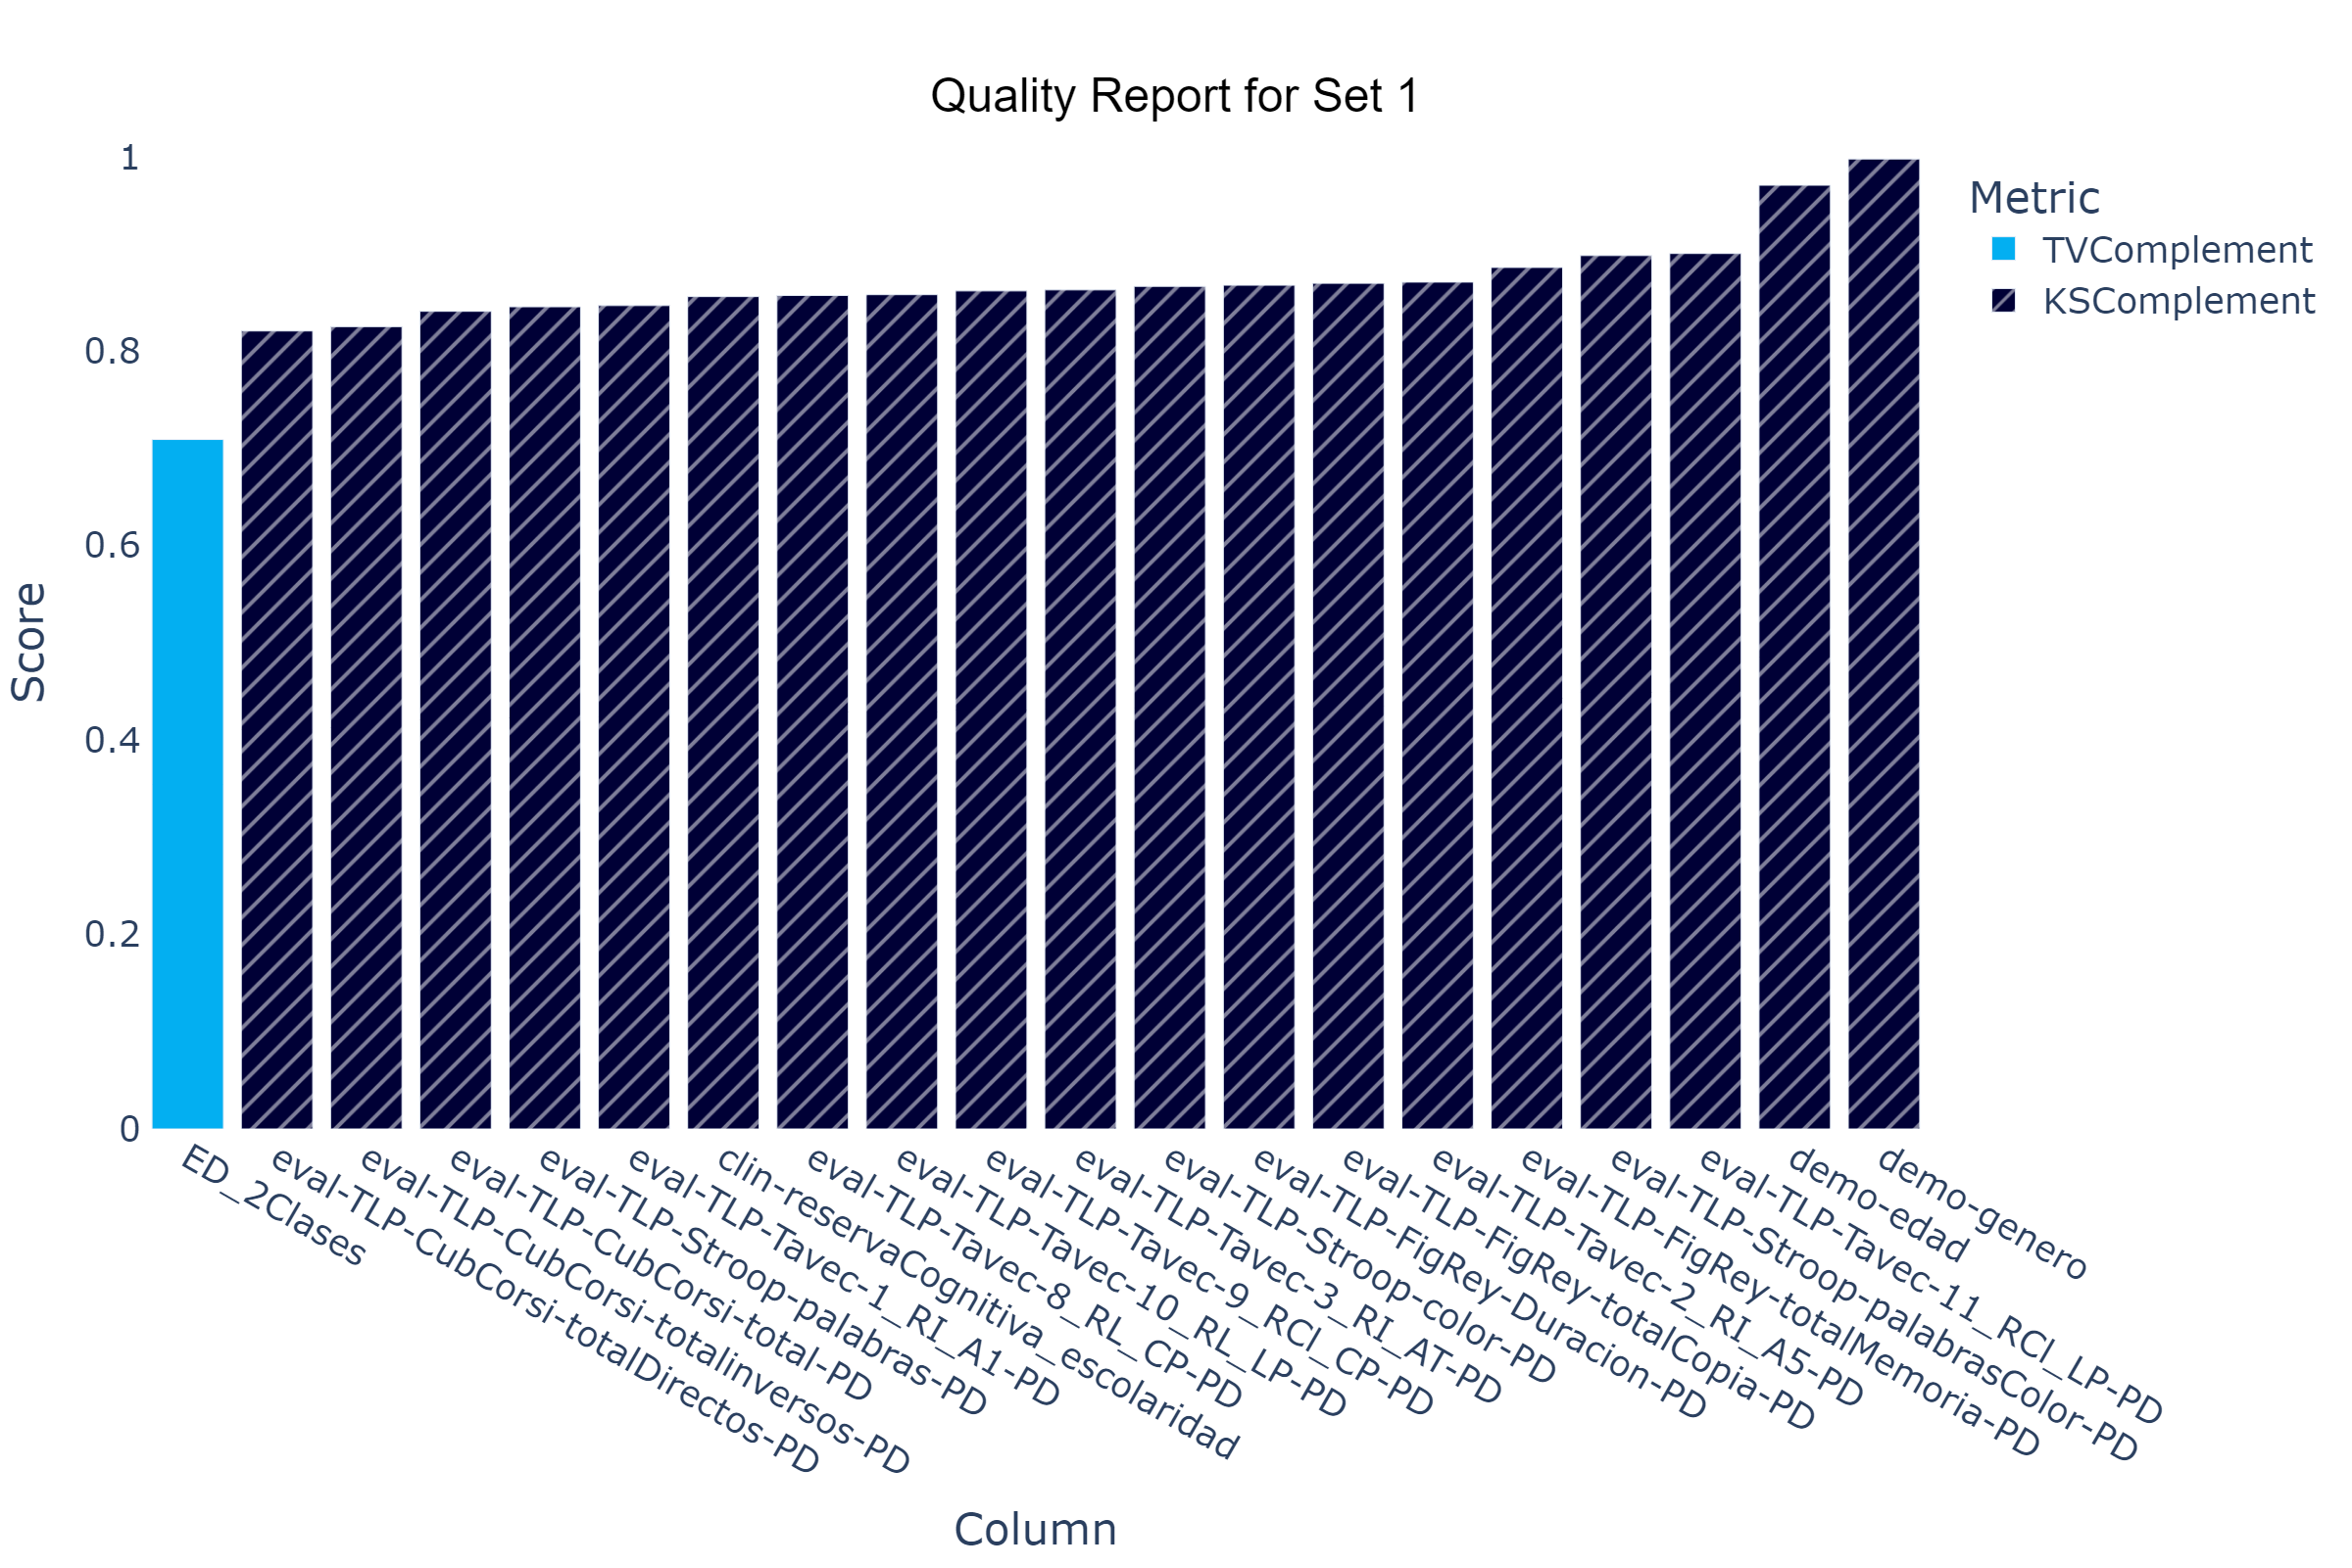 Quality Report for Set 1
Metric
TVComplement
KSComplement
Score
1
0.8
0.6
0.4
0.2
0
ED_2Clases
eval-TLP-CubCorsi-totalDirectos-PD
eval-TLP-CubCorsi-totalinversos-PD
eval-TLP-CubCorsi-total-PD
eval-TLP-Stroop-palabras-PD
eval-TLP-Tavec-1_RI_A1-PD
clin-reservaCognitiva_escolaridad
eval-TLP-Tavec-8_RL_CP-PD
eval-TLP-Tavec-10_RL_LP-PD
eval-TLP-Tavec-9_RCl_CP-PD
eval-TLP-Tavec-3_RI_AT-PD
eval-TLP-Stroop-color-PD
eval-TLP-FigRey-Duracion-PD
eval-TLP-FigRey-totalCopia-PD
eval-TLP-Tavec-2_RI_A5-PD
eval-TLP-FigRey-totalMemoria-PD
eval-TLP-Stroop-palabrasColor-PD
eval-TLP-Tavec-11_RCl_LP-PD
demo-edad
demo-genero
Column